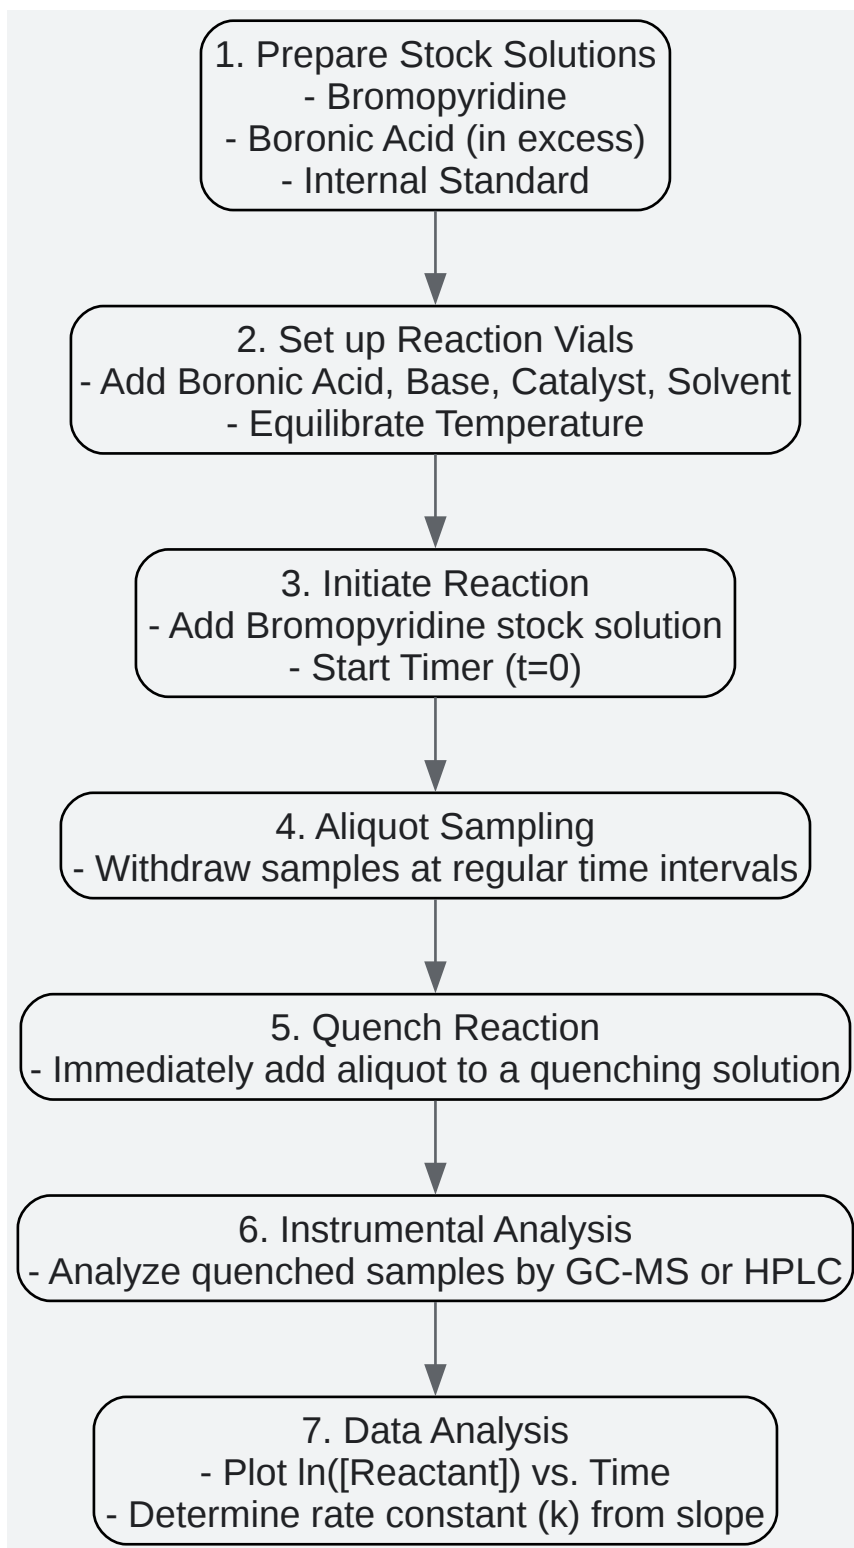 1. Prepare Stock Solutions
- Bromopyridine
- Boronic Acid (in excess)
- Internal Standard
2. Set up Reaction Vials
- Add Boronic Acid, Base, Catalyst, Solvent
- Equilibrate Temperature
3. Initiate Reaction
- Add Bromopyridine stock solution
- Start Timer (t=0)
4. Aliquot Sampling
- Withdraw samples at regular time intervals
5. Quench Reaction
- Immediately add aliquot to a quenching solution
6. Instrumental Analysis
- Analyze quenched samples by GC-MS or HPLC
7. Data Analysis
- Plot ln([Reactant]) vs. Time
- Determine rate constant (k) from slope